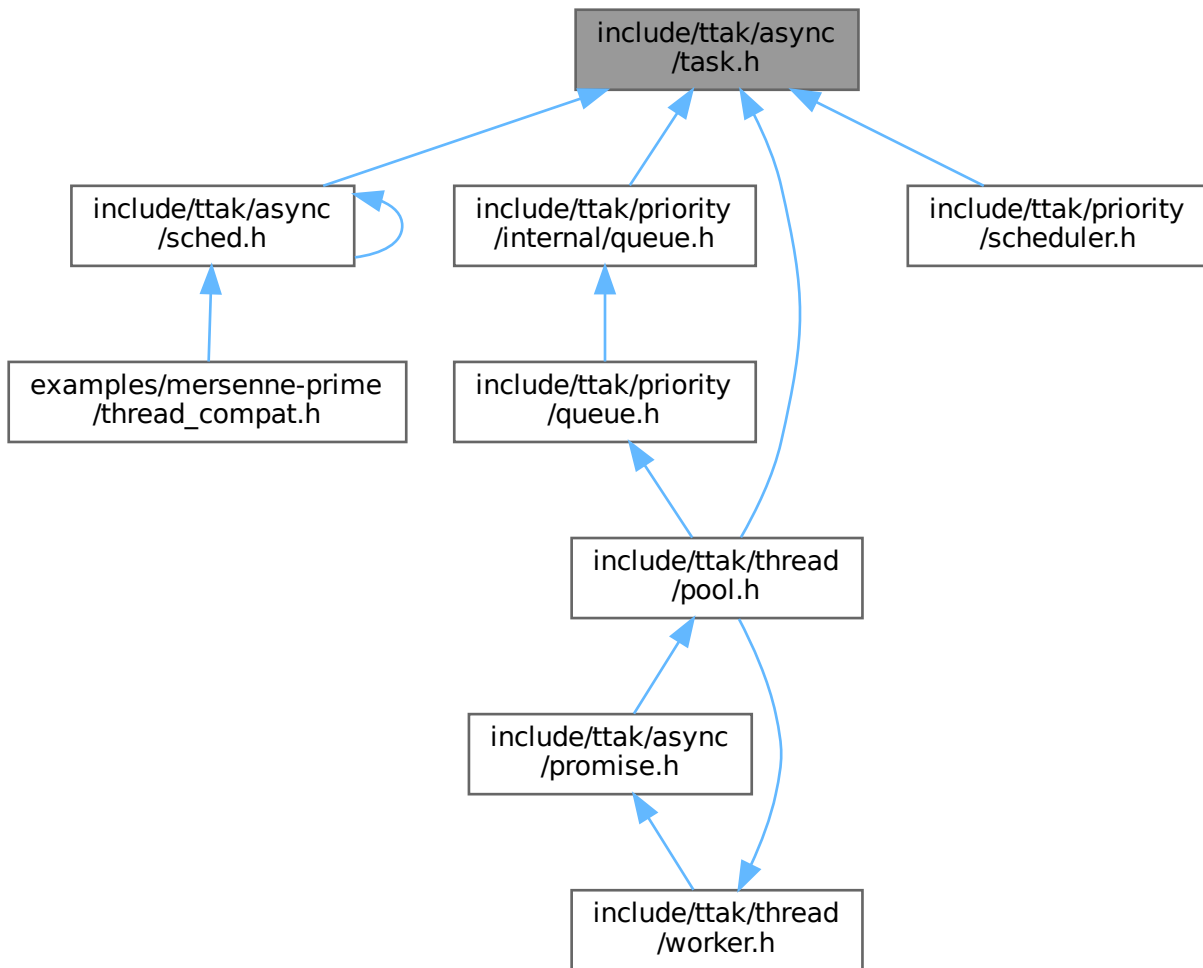 include/ttak/async
/task.h
include/ttak/async
/sched.h
include/ttak/priority
/internal/queue.h
include/ttak/priority
/scheduler.h
examples/mersenne-prime
/thread_compat.h
include/ttak/priority
/queue.h
include/ttak/thread
/pool.h
include/ttak/async
/promise.h
include/ttak/thread
/worker.h